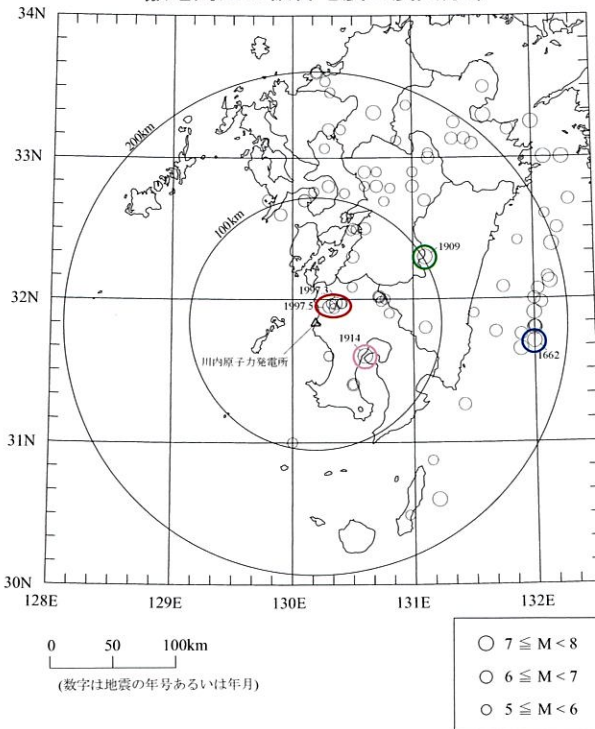 34N
200km
33N
100km
1909
32N
1997
1997.5
1914
川内原子力発電所
1662
31N
30N
128E
129E
130E
131E
132E
0 50 100km
(数字は地震の年号あるいは年月)
7 ≦ M < 8
6 ≦ M < 7
5 ≦ M < 6